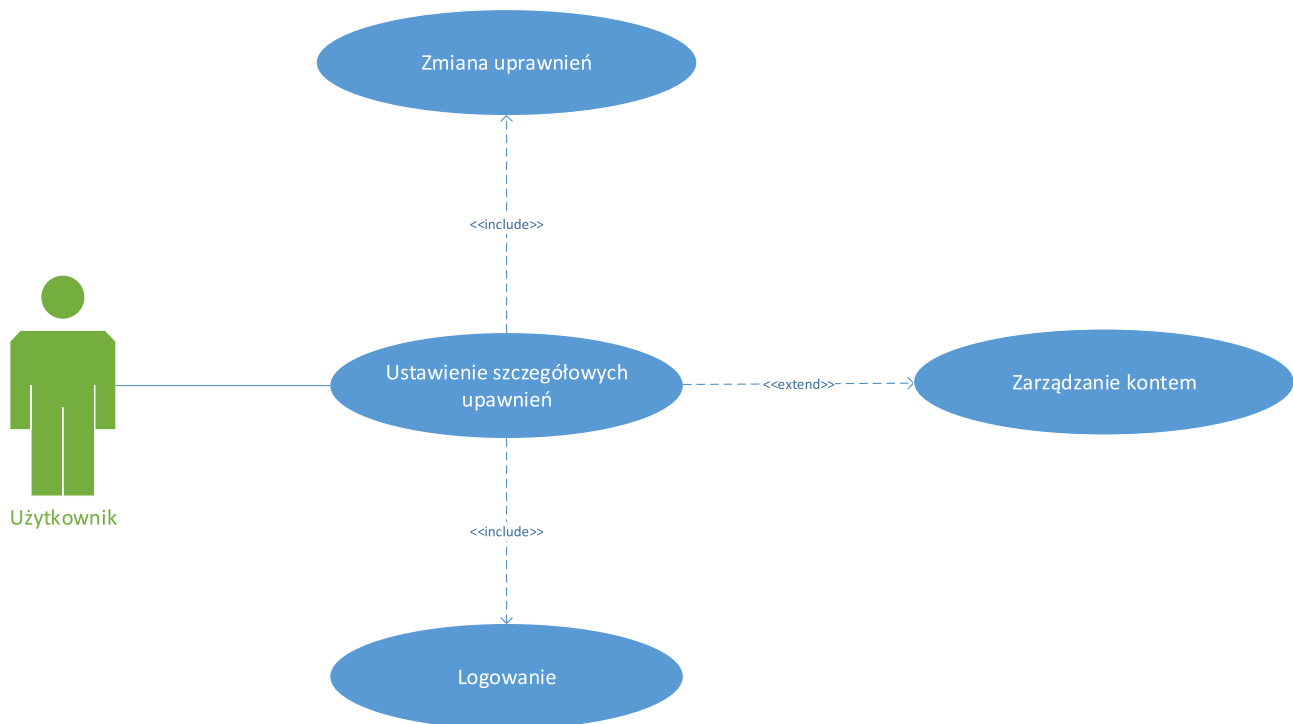 Zmiana uprawnień
<<include>>
Ustawienie szczegółowych
upawnień
<<extend>>
Zarządzanie kontem
Użytkownik
<<include>>
Logowanie